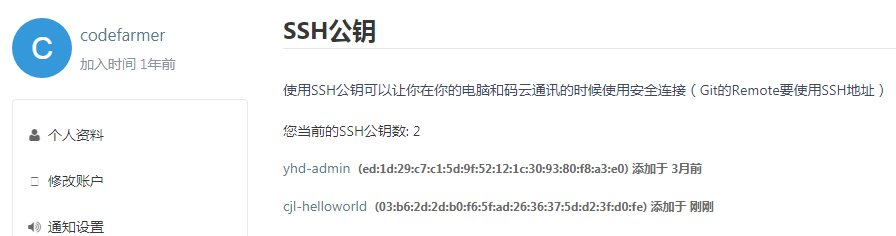 C
codefarmer
加入时间 1年前
个人资料
修改账户
通知设置
SSH公钥
使用SSH公钥可以让你在你的电脑和码云通讯的时候使用安全连接（Git的Remote要使用SSH地址）
您当前的SSH公钥数: 2
yhd-admin (ed:1d:29:c7:c1:5d:9f:52:12:1c:30:93:80:f8:a3:e0) 添加于 3月前
cjl-helloworld (03:b6:2d:2d:b0:f6:5f:ad:26:36:37:5d:d2:3f:d0:fe) 添加于 刚刚